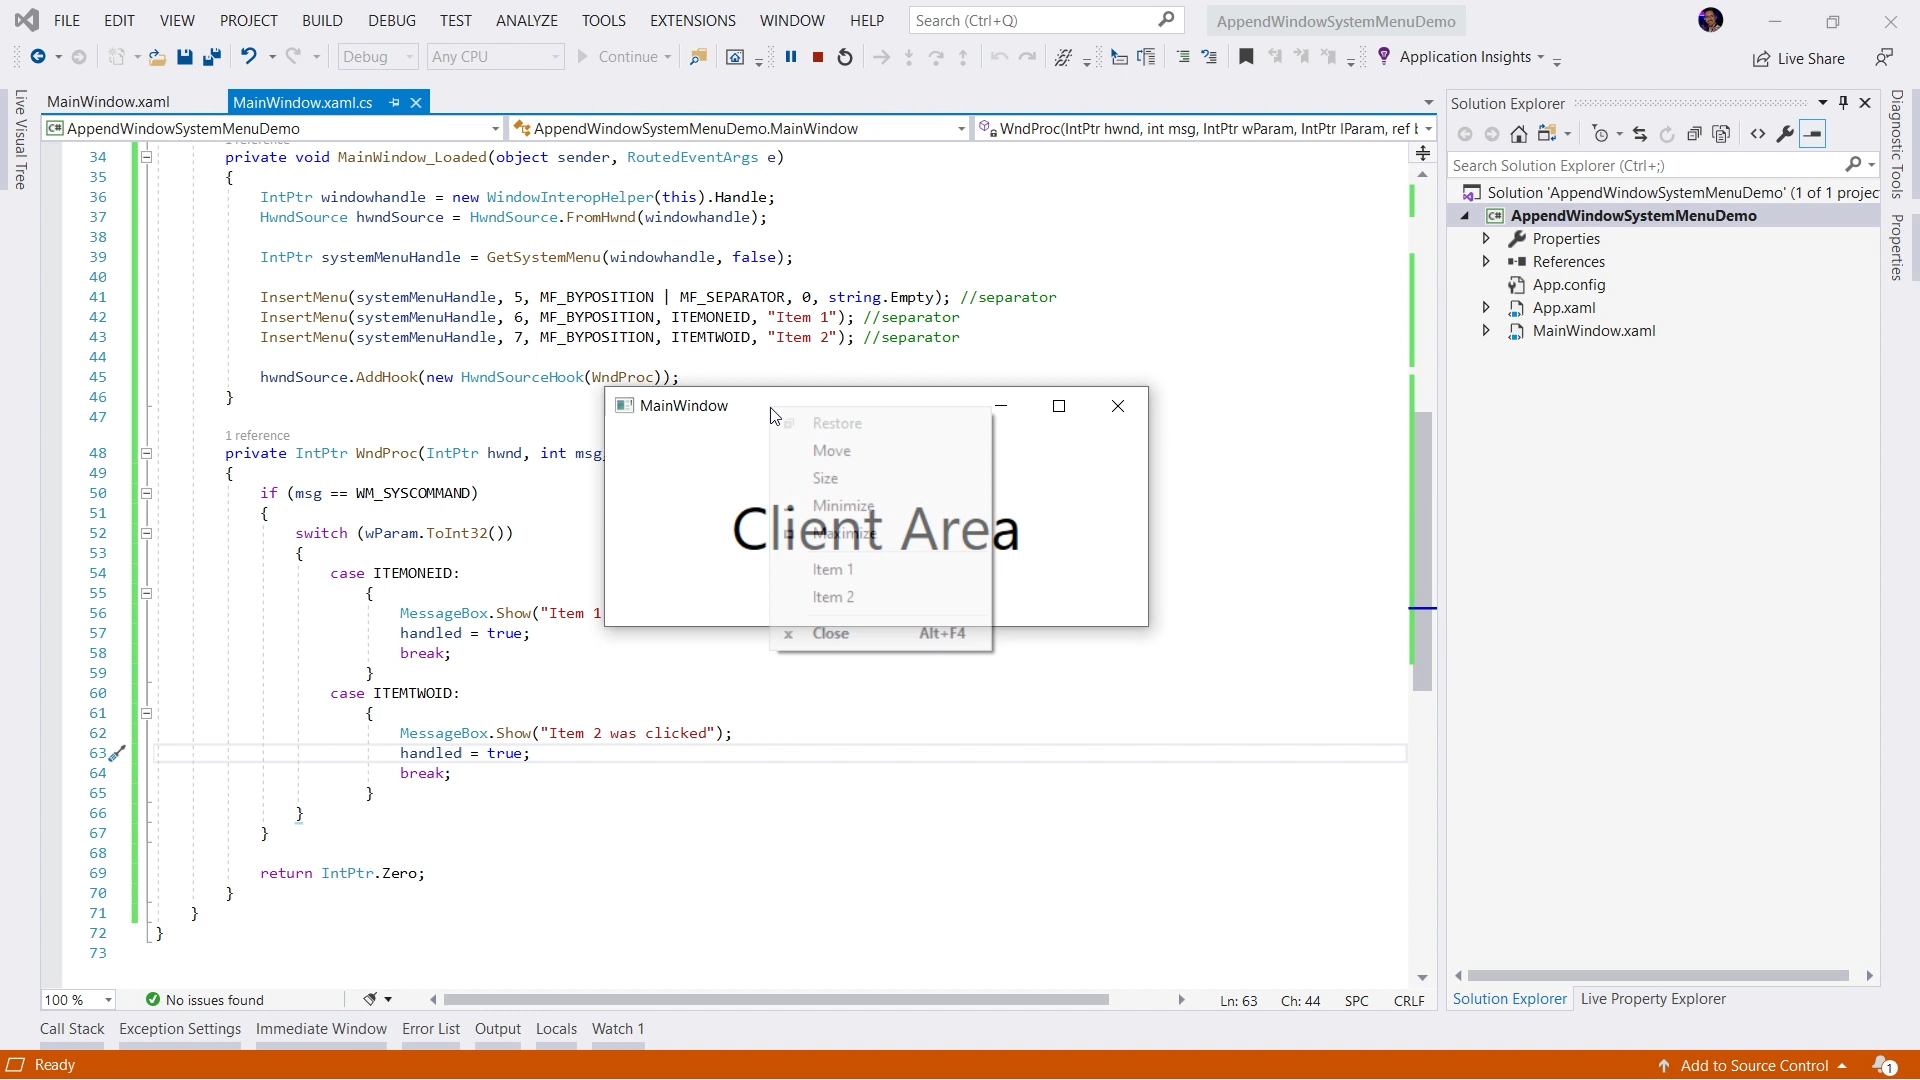 FILE EDIT VIEW PROJECT BUILD DEBUG TEST ANALYZE TOOLS EXTENSIONS WINDOW HELP Search (Ctrl+Q) AppendWindowSystemMenuDemo
Debug Any CPU Continue Application Insights Live Share
Live Visual Tree
MainWindow.xaml MainWindow.xaml.cs
AppendWindowSystemMenuDemo AppendWindowSystemMenuDemo.MainWindow WndProc(IntPtr hwnd, int msg, IntPtr wParam, IntPtr lParam, ref
34 private void MainWindow_Loaded(object sender, RoutedEventArgs e)
35 {
36 IntPtr windowhandle = new WindowInteropHelper(this).Handle;
37 HwndSource hwndSource = HwndSource.FromHwnd(windowhandle);
38
39 IntPtr systemMenuHandle = GetSystemMenu(windowhandle, false);
40
41 InsertMenu(systemMenuHandle, 5, MF_BYPOSITION | MF_SEPARATOR, 0, string.Empty); //separator
42 InsertMenu(systemMenuHandle, 6, MF_BYPOSITION, ITEMONEID, "Item 1"); //separator
43 InsertMenu(systemMenuHandle, 7, MF_BYPOSITION, ITEMTWOID, "Item 2"); //separator
44
45 hwndSource.AddHook(new HwndSourceHook(WndProc));
46 }
47
1 reference
48 private IntPtr WndProc(IntPtr hwnd, int msg,
49 {
50 if (msg == WM_SYSCOMMAND)
51 {
52 switch (wParam.ToInt32())
53 {
54 case ITEMONEID:
55 {
56 MessageBox.Show("Item 1
57 handled = true;
58 break;
59 }
60 case ITEMTWOID:
61 {
62 MessageBox.Show("Item 2 was clicked");
63 handled = true;
64 break;
65 }
66 }
67 }
68
69 return IntPtr.Zero;
70 }
71 }
72 }
73
MainWindow
Client Area
Restore
Move
Size
Minimize
Maximize
Item 1
Item 2
x Close Alt+F4
100 % No issues found Ln: 63 Ch: 44 SPC CRLF
Solution Explorer
Search Solution Explorer (Ctrl+;)
Solution 'AppendWindowSystemMenuDemo' (1 of 1 projec
C# AppendWindowSystemMenuDemo
Properties
References
App.config
App.xaml
MainWindow.xaml
Solution Explorer Live Property Explorer
Diagnostic Tools
Properties
Call Stack Exception Settings Immediate Window Error List Output Locals Watch 1
Ready Add to Source Control 1